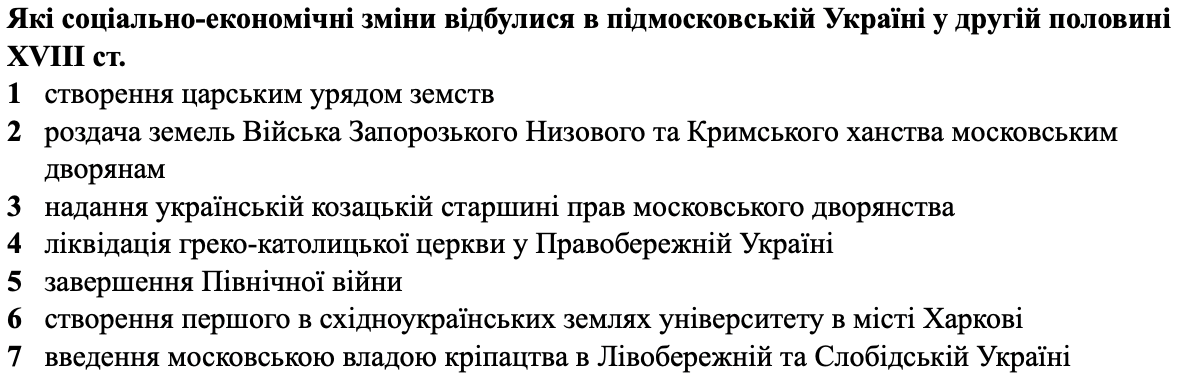 Які соціально-економічні зміни відбулися в підмосковській Україні у другій половині
XVIII ст.
1 створення царським урядом земств
2 роздача земель Війська Запорозького Низового та Кримського ханства московським
дворянам
3 надання українській козацькій старшині прав московського дворянства
4 ліквідація греко-католицької церкви у Правобережній Україні
5 завершення Північної війни
6 створення першого в східноукраїнських землях університету в місті Харкові
7 введення московською владою кріпацтва в Лівобережній та Слобідській Україні